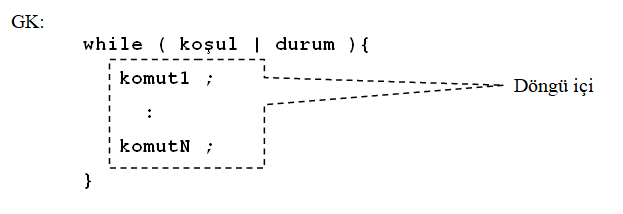 GK:
while ( koşul | durum ){
komut1 ;
:
komutN ;
}
Döngü içi